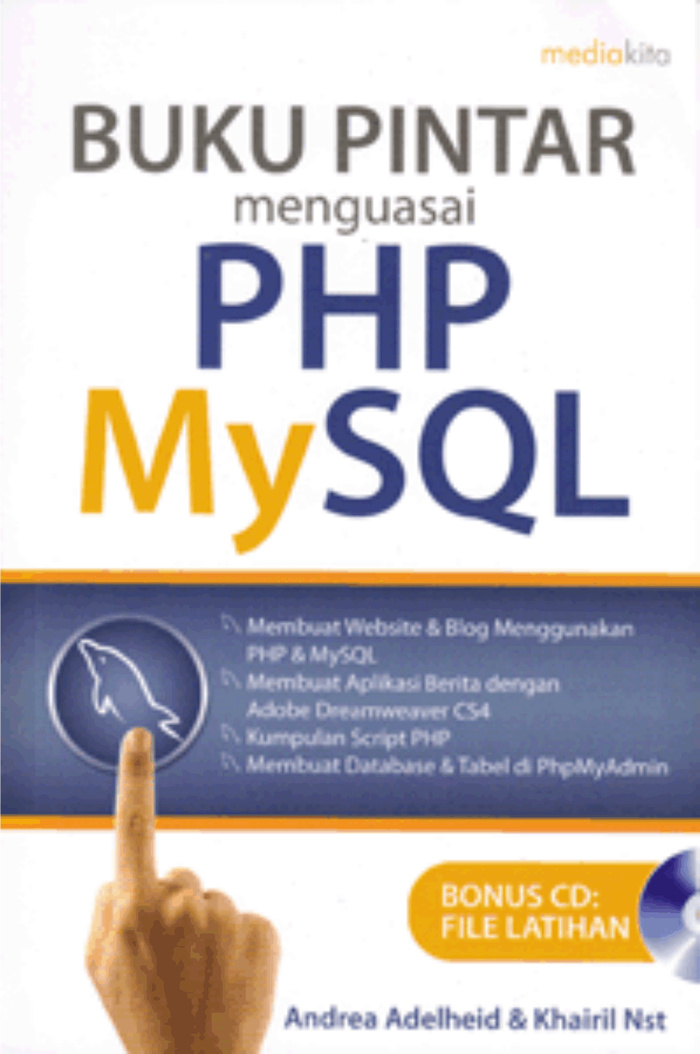 mediakita
BUKU PINTAR
menguasai
PHP
MySQL
Membuat Website & Blog Menggunakan
PHP & MySQL
Membuat Aplikasi Berita dengan
Adobe Dreamweaver CS4
Kumpulan Script PHP
Membuat Database & Tabel di PhpMyAdmin
BONUS CD:
FILE LATIHAN
Andrea Adelheid & Khairil Nst